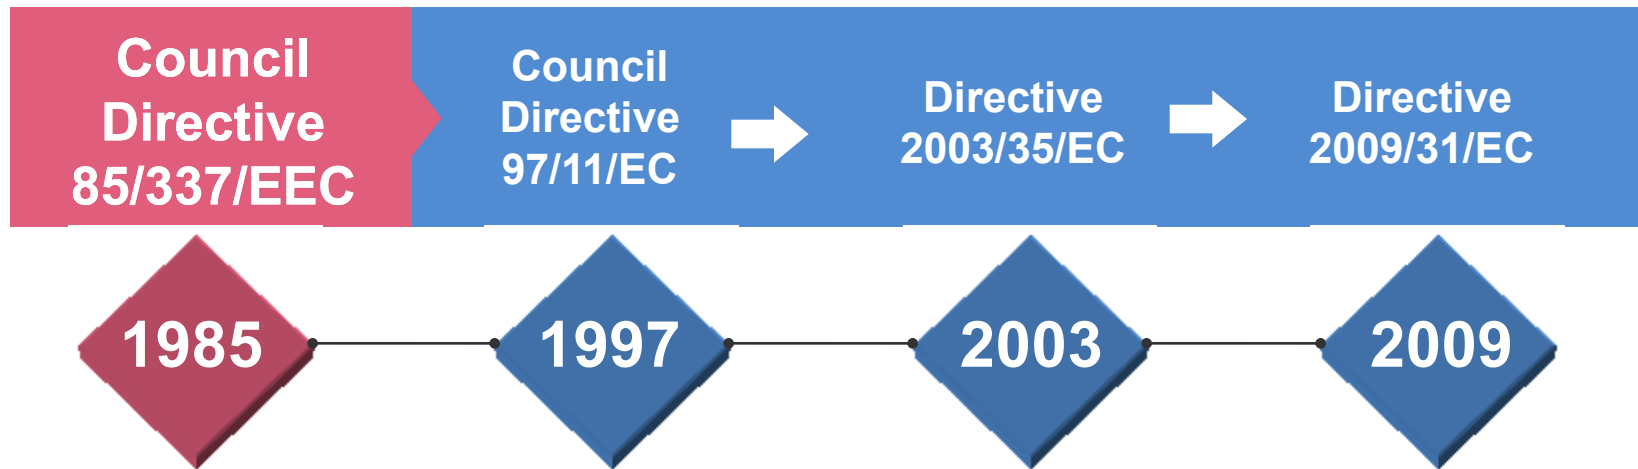 Council
Directive
85/337/EEC
Council
Directive
97/11/EC
Directive
2003/35/EC
Directive
2009/31/EC
1985
1997
2003
2009